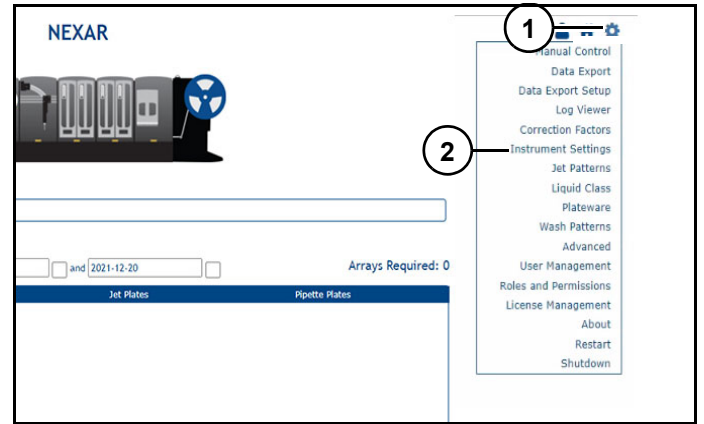 NEXAR
1
Manual Control
Data Export
Data Export Setup
Log Viewer
Correction Factors
2
Instrument Settings
Jet Patterns
Liquid Class
Plateware
Wash Patterns
Advanced
and 2021-12-20
Arrays Required: 0
User Management
Jet Plates
Pipette Plates
Roles and Permissions
License Management
About
Restart
Shutdown